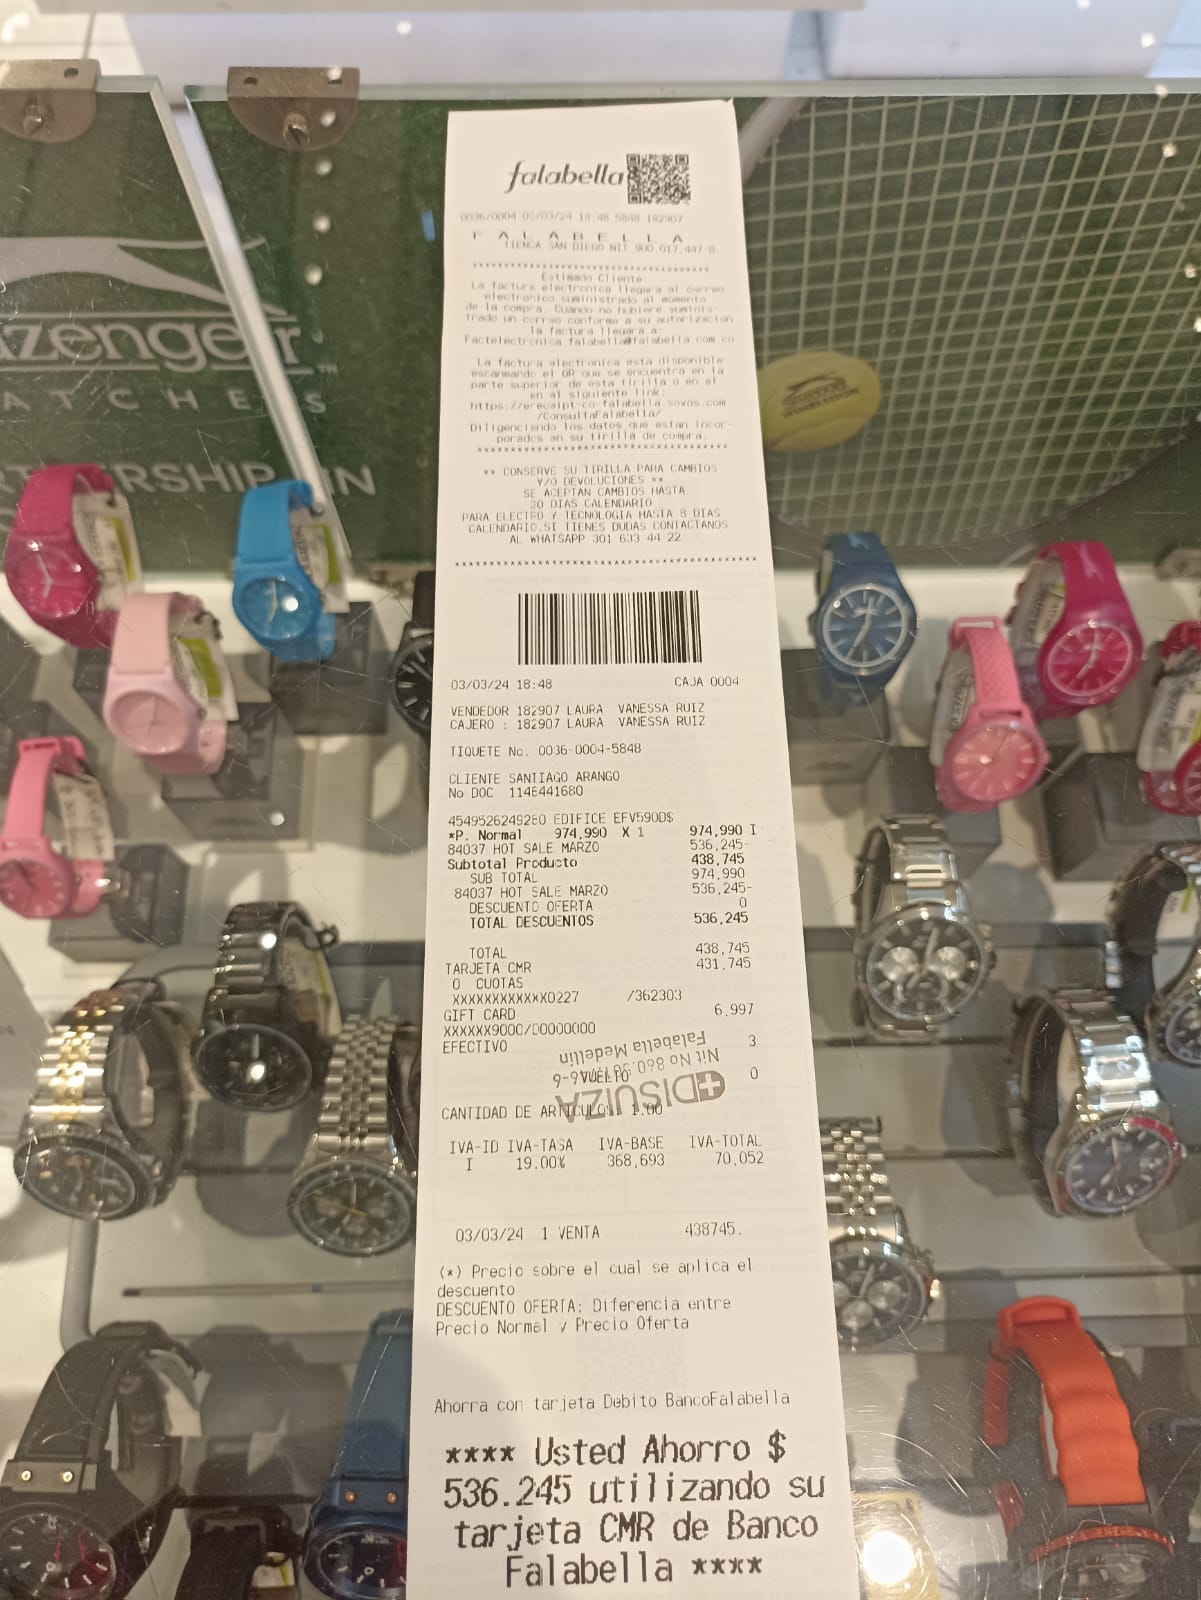 falabella
0036/0004 03/03/24 18:48 5848 182907
F A L A B E L L A
TIENDA SAN DIEGO NIT 900.017.447-8
Estimado Cliente
La factura electronica llegara al correo
electronico suministrado al momento
de la compra. Cuando no hubiere suminis-
trado un correo conforme a su autorizacion
la factura llegara a:
Factelectronica_falabella@falabella.com.co
La factura electronica esta disponible
escaneando el QR que se encuentra en la
parte superior de esta tirilla o en el
en al siguiente link:
https://ereceipt-co-falabella.sovos.com
/ConsultaFalabella/
Diligenciando los datos que estan incor-
porados en su tirilla de compra.
** CONSERVE SU TIRILLA PARA CAMBIOS
Y/O DEVOLUCIONES **
SE ACEPTAN CAMBIOS HASTA
30 DIAS CALENDARIO
PARA ELECTRO Y TECNOLOGIA HASTA 8 DIAS
CALENDARIO.SI TIENES DUDAS CONTACTANOS
AL WHATSAPP 301 633 44 22
03/03/24 18:48 CAJA 0004
VENDEDOR 182907 LAURA VANESSA RUIZ
CAJERO : 182907 LAURA VANESSA RUIZ
TIQUETE No. 0036-0004-5848
CLIENTE SANTIAGO ARANGO
No DOC 1146441680
4549526249280 EDIFICE EFV590D$
*P. Normal 974,990 X 1 974,990 I
84037 HOT SALE MARZO 536,245-
Subtotal Producto 438,745
SUB TOTAL 974,990
84037 HOT SALE MARZO 536,245-
DESCUENTO OFERTA 0
TOTAL DESCUENTOS 536,245
TOTAL 438,745
TARJETA CMR 431,745
0 CUOTAS
XXXXXXXXXXXX0227 /362303
GIFT CARD 6,997
XXXXXX9000/00000000
EFECTIVO 3
VUELTO 0
Falabella Medellin
Nit No 860.
DISUIZA
CANTIDAD DE ARTICULOS: 1.00
IVA-ID IVA-TASA IVA-BASE IVA-TOTAL
I 19.00% 368,693 70,052
03/03/24 1 VENTA 438745.
(*) Precio sobre el cual se aplica el
descuento
DESCUENTO OFERTA: Diferencia entre
Precio Normal y Precio Oferta
Ahorra con tarjeta Debito BancoFalabella
**** Usted Ahorro $
536.245 utilizando su
tarjeta CMR de Banco
Falabella ****
WATCHES
PARTNERSHIP IN